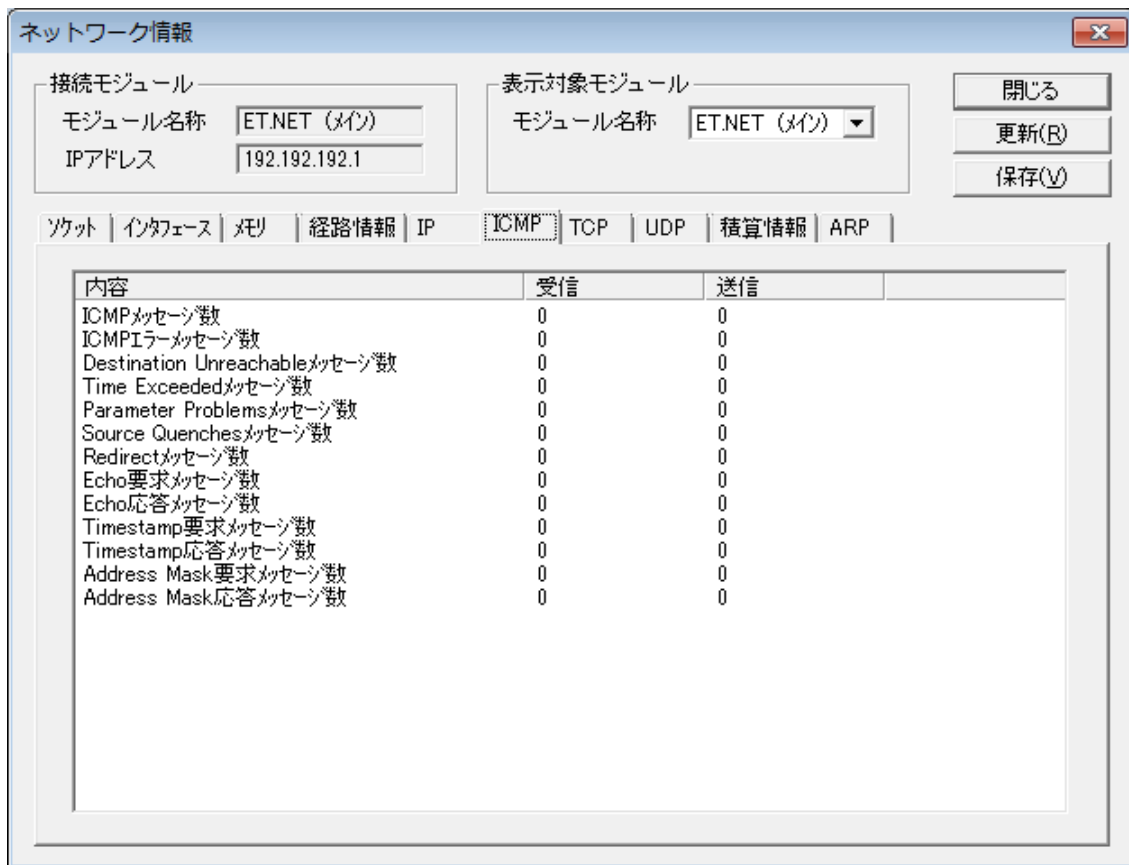 ネットワーク情報
接続モジュール
モジュール名称 ET.NET (ﾒｲﾝ)
IPアドレス 192.192.192.1
表示対象モジュール
モジュール名称 ET.NET (ﾒｲﾝ)
閉じる
更新(R)
保存(V)
ｿｹｯﾄ ｲﾝﾀﾌｪｰｽ ﾒﾓﾘ 経路情報 IP ICMP TCP UDP 積算情報 ARP
内容 受信 送信
ICMPﾒｯｾｰｼﾞ数 0 0
ICMPｴﾗｰﾒｯｾｰｼﾞ数 0 0
Destination Unreachableﾒｯｾｰｼﾞ数 0 0
Time Exceededﾒｯｾｰｼﾞ数 0 0
Parameter Problemsﾒｯｾｰｼﾞ数 0 0
Source Quenchesﾒｯｾｰｼﾞ数 0 0
Redirectﾒｯｾｰｼﾞ数 0 0
Echo要求ﾒｯｾｰｼﾞ数 0 0
Echo応答ﾒｯｾｰｼﾞ数 0 0
Timestamp要求ﾒｯｾｰｼﾞ数 0 0
Timestamp応答ﾒｯｾｰｼﾞ数 0 0
Address Mask要求ﾒｯｾｰｼﾞ数 0 0
Address Mask応答ﾒｯｾｰｼﾞ数 0 0